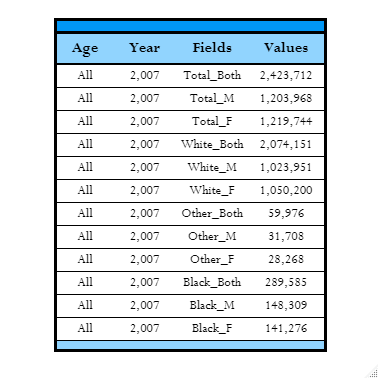 Age Year Fields Values
All 2,007 Total_Both 2,423,712
All 2,007 Total_M 1,203,968
All 2,007 Total_F 1,219,744
All 2,007 White_Both 2,074,151
All 2,007 White_M 1,023,951
All 2,007 White_F 1,050,200
All 2,007 Other_Both 59,976
All 2,007 Other_M 31,708
All 2,007 Other_F 28,268
All 2,007 Black_Both 289,585
All 2,007 Black_M 148,309
All 2,007 Black_F 141,276